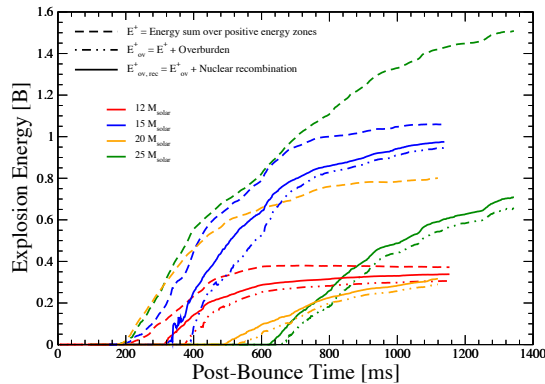 1.6
1.4
1.2
1
0.8
0.6
0.4
0.2
0
Explosion Energy [B]
E⁺ = Energy sum over positive energy zones
E⁺ov = E⁺ + Overburden
E⁺ov, rec = E⁺ov + Nuclear recombination
12 Msolar
15 Msolar
20 Msolar
25 Msolar
0 200 400 600 800 1000 1200 1400
Post-Bounce Time [ms]